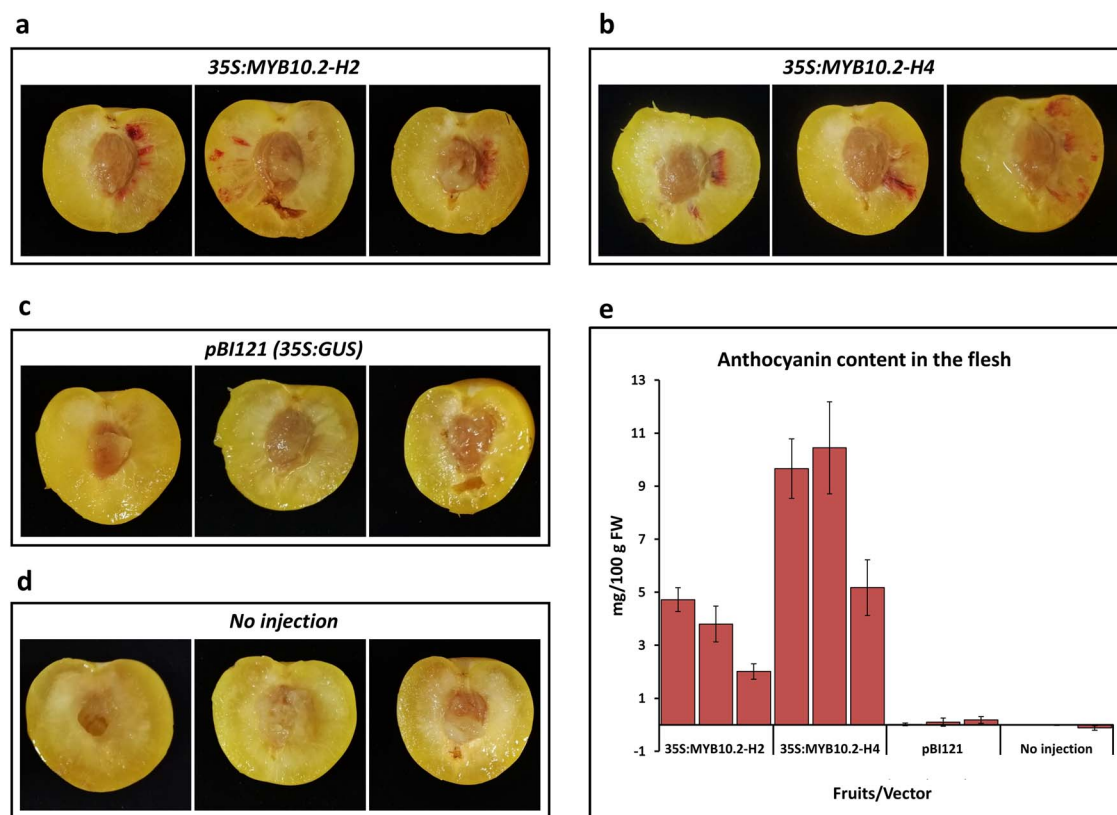 a
35S:MYB10.2-H2
b
35S:MYB10.2-H4
c
pBI121 (35S:GUS)
d
No injection
e
Anthocyanin content in the flesh
mg/100 g FW
13
11
9
7
5
3
1
-1
35S:MYB10.2-H2 35S:MYB10.2-H4 pBI121 No injection
Fruits/Vector